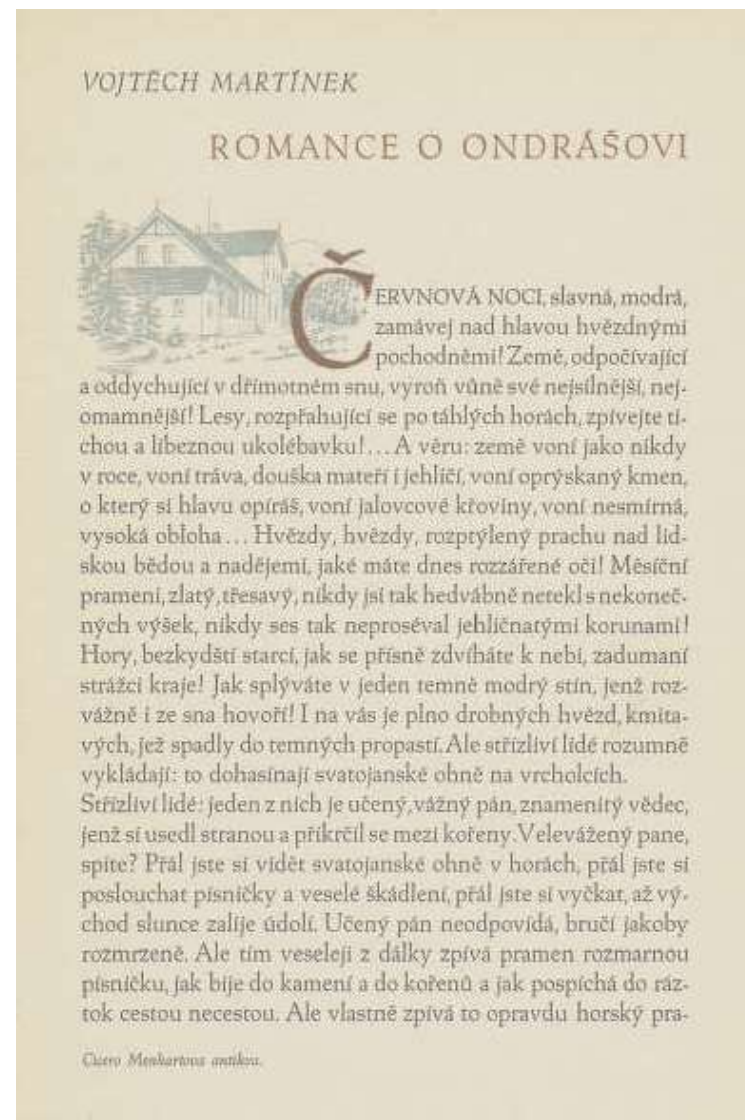 VOJTĚCH MARTÍNEK
ROMANCE O ONDRÁŠOVI
ČERVNOVÁ NOCI, slavná, modrá,
zamávej nad hlavou hvězdnými
pochodněmi! Země, odpočívající
a oddychující v dřímotném snu, vyroň vůně své nejsilnější, nej-
omamnější! Lesy, rozpřahující se po táhlých horách, zpívejte ti-
chou a líbeznou ukolébavku!... A věru: země voní jako nikdy
v roce, voní tráva, douška mateří i jehličí, voní oprýskaný kmen,
o který si hlavu opíráš, voní jalovcové křoviny, voní nesmírná,
vysoká obloha... Hvězdy, hvězdy, rozptýlený prachu nad lid-
skou bědou a nadějemi, jaké máte dnes rozzářené oči! Měsíční
prameni, zlatý, třesavý, nikdy jsi tak hedvábně netekl s nekoneč-
ných výšek, nikdy ses tak neproséval jehličnatými korunami!
Hory, bezkydští starci, jak se přísně zdvíháte k nebi, zadumaní
strážci kraje! Jak splýváte v jeden temně modrý stín, jenž roz-
vážně i ze sna hovoří! I na vás je plno drobných hvězd, kmita-
vých, jež spadly do temných propastí. Ale střízliví lidé rozumně
vykládají: to dohasínají svatojanské ohně na vrcholcích.
Střízliví lidé: jeden z nich je učený, vážný pán, znamenitý vědec,
jenž si usedl stranou a přikrčil se mezi kořeny. Velevážený pane,
spíte? Přál jste si vidět svatojanské ohně v horách, přál jste si
poslouchat písničky a veselé škádlení, přál jste si vyčkat, až vý-
chod slunce zalije údolí. Učený pán neodpovídá, bručí jakoby
rozmrzeně. Ale tím veseleji z dálky zpívá pramen rozmarnou
písničku, jak bije do kamení a do kořenů a jak pospíchá do ráz-
tok cestou necestou. Ale vlastně zpívá to opravdu horský pra-
Cicero Menhartova antikva.